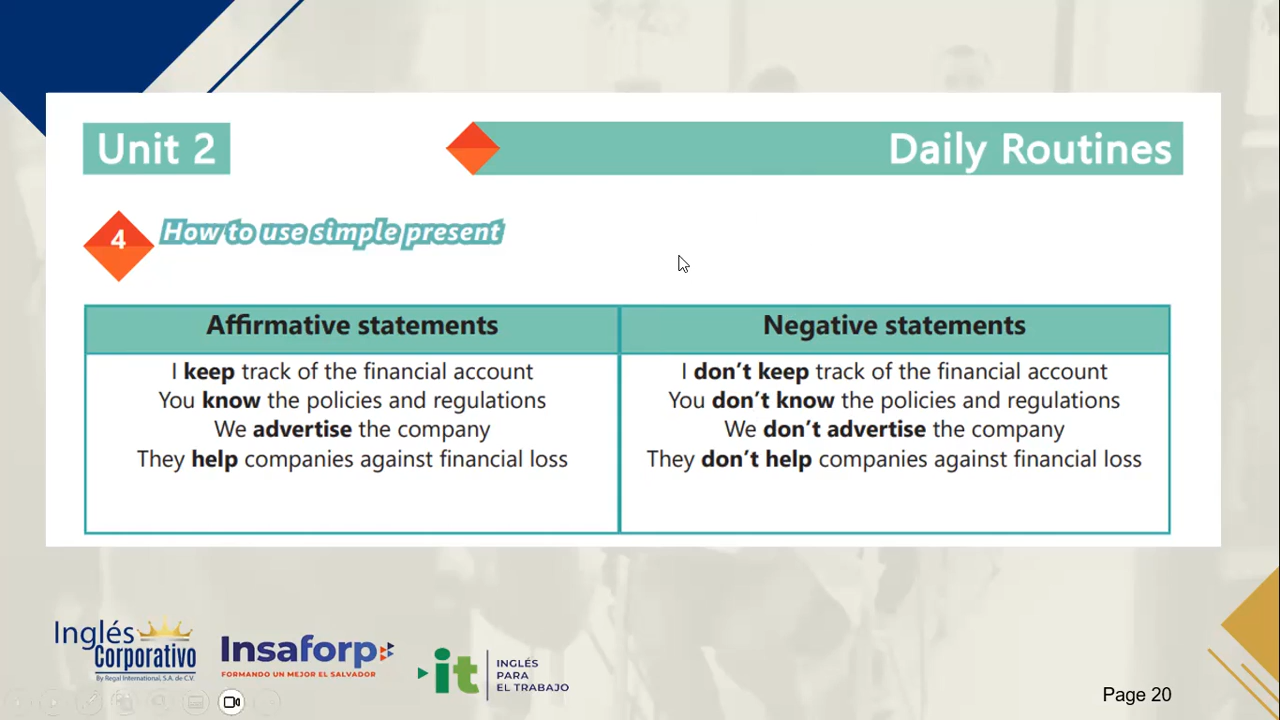 Unit 2
Daily Routines
4
How to use simple present
Affirmative statements
Negative statements
I keep track of the financial account
You know the policies and regulations
We advertise the company
They help companies against financial loss
I don't keep track of the financial account
You don't know the policies and regulations
We don't advertise the company
They don't help companies against financial loss
Inglés
Corporativo
By Regal International, S.A. de C.V.
Insaforp
FORMANDO UN MEJOR EL SALVADOR
it
INGLÉS
PARA
EL TRABAJO
Page 20